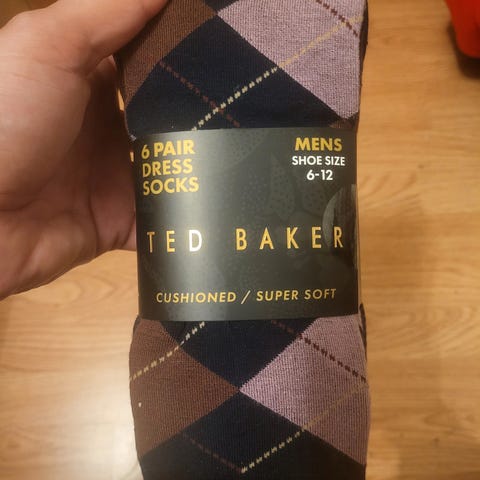 6 PAIR
DRESS
SOCKS
MENS
SHOE SIZE
6-12
TED BAKER
CUSHIONED / SUPER SOFT